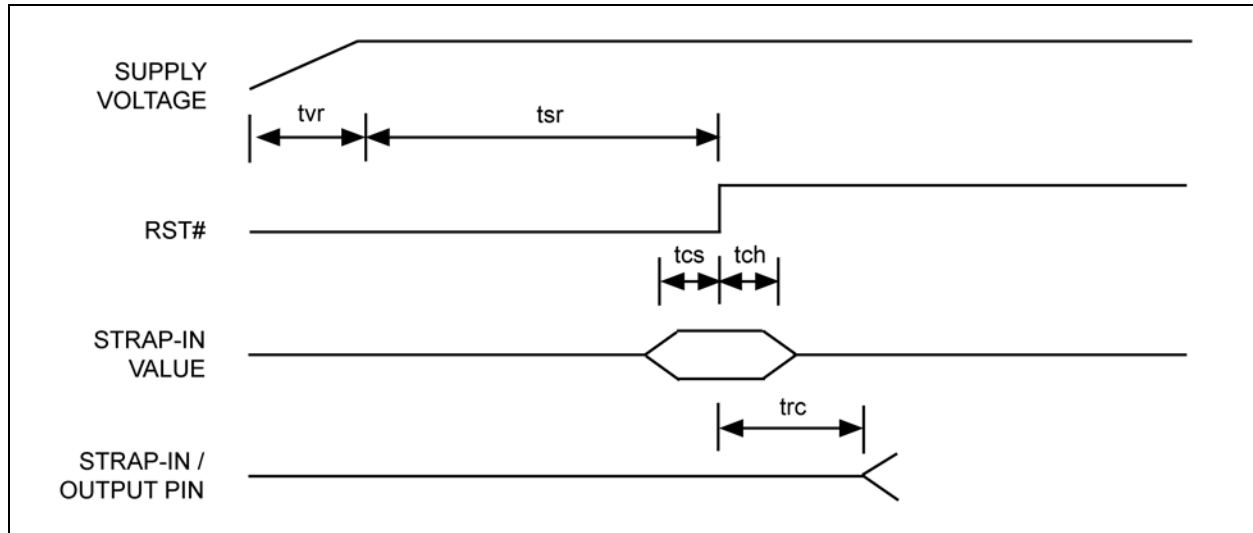 SUPPLY
VOLTAGE
tvr
tsr
RST#
tcs
tch
STRAP-IN
VALUE
trc
STRAP-IN /
OUTPUT PIN